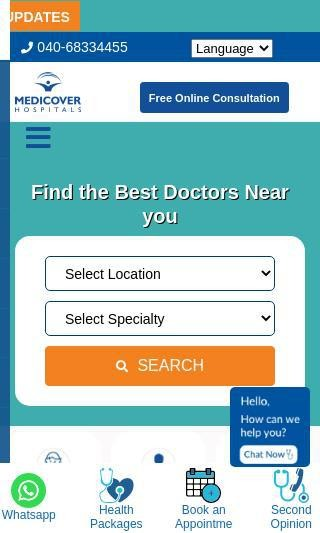 UPDATES
040-68334455
Language
MEDICOVER
HOSPITALS
Free Online Consultation
Find the Best Doctors Near
you
Select Location
Select Specialty
SEARCH
Hello,
How can we
help you?
Chat Now
Whatsapp
Health
Packages
Book an
Appointme
Second
Opinion